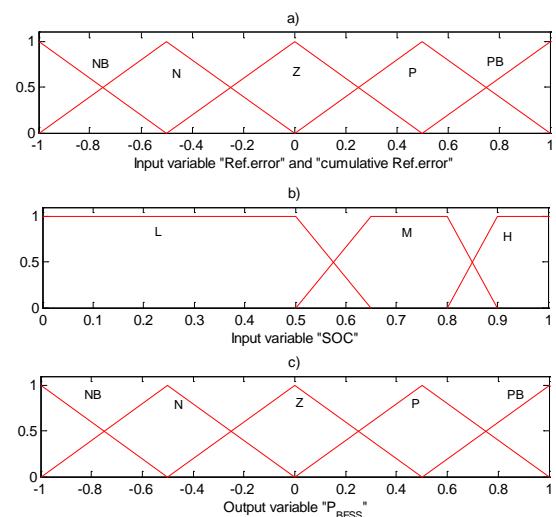 a)
1
0.5
0
NB
N
Z
P
PB
-1 -0.8 -0.6 -0.4 -0.2 0 0.2 0.4 0.6 0.8 1
Input variable "Ref.error" and "cumulative Ref.error"
b)
1
0.5
0
L
M
H
0 0.1 0.2 0.3 0.4 0.5 0.6 0.7 0.8 0.9 1
Input variable "SOC"
c)
1
0.5
0
NB
N
Z
P
PB
-1 -0.8 -0.6 -0.4 -0.2 0 0.2 0.4 0.6 0.8 1
Output variable "P_BESS"